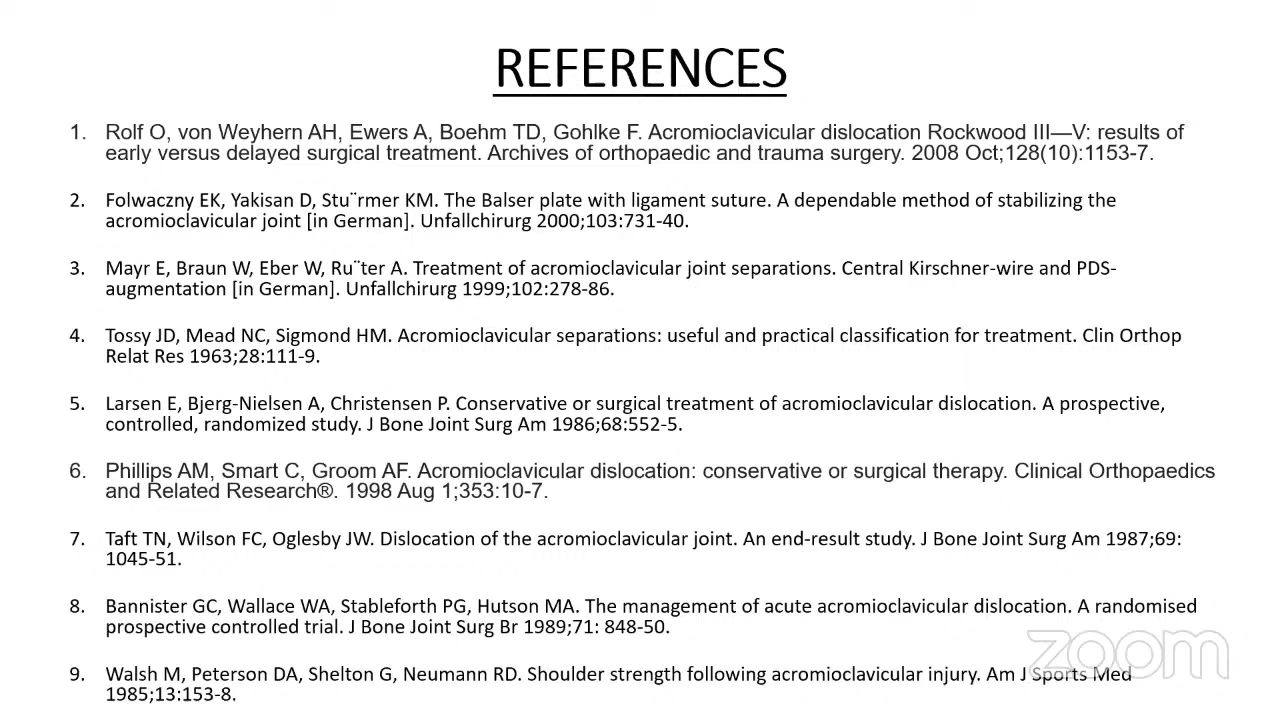 REFERENCES
1. Rolf O, von Weyhern AH, Ewers A, Boehm TD, Gohlke F. Acromioclavicular dislocation Rockwood III—V: results of
early versus delayed surgical treatment. Archives of orthopaedic and trauma surgery. 2008 Oct;128(10):1153-7.
2. Folwaczny EK, Yakisan D, Stu¨rmer KM. The Balser plate with ligament suture. A dependable method of stabilizing the
acromioclavicular joint [in German]. Unfallchirurg 2000;103:731-40.
3. Mayr E, Braun W, Eber W, Ru¨ter A. Treatment of acromioclavicular joint separations. Central Kirschner-wire and PDS-
augmentation [in German]. Unfallchirurg 1999;102:278-86.
4. Tossy JD, Mead NC, Sigmond HM. Acromioclavicular separations: useful and practical classification for treatment. Clin Orthop
Relat Res 1963;28:111-9.
5. Larsen E, Bjerg-Nielsen A, Christensen P. Conservative or surgical treatment of acromioclavicular dislocation. A prospective,
controlled, randomized study. J Bone Joint Surg Am 1986;68:552-5.
6. Phillips AM, Smart C, Groom AF. Acromioclavicular dislocation: conservative or surgical therapy. Clinical Orthopaedics
and Related Research®. 1998 Aug 1;353:10-7.
7. Taft TN, Wilson FC, Oglesby JW. Dislocation of the acromioclavicular joint. An end-result study. J Bone Joint Surg Am 1987;69:
1045-51.
8. Bannister GC, Wallace WA, Stableforth PG, Hutson MA. The management of acute acromioclavicular dislocation. A randomised
prospective controlled trial. J Bone Joint Surg Br 1989;71: 848-50.
9. Walsh M, Peterson DA, Shelton G, Neumann RD. Shoulder strength following acromioclavicular injury. Am J Sports Med
1985;13:153-8.
zoom